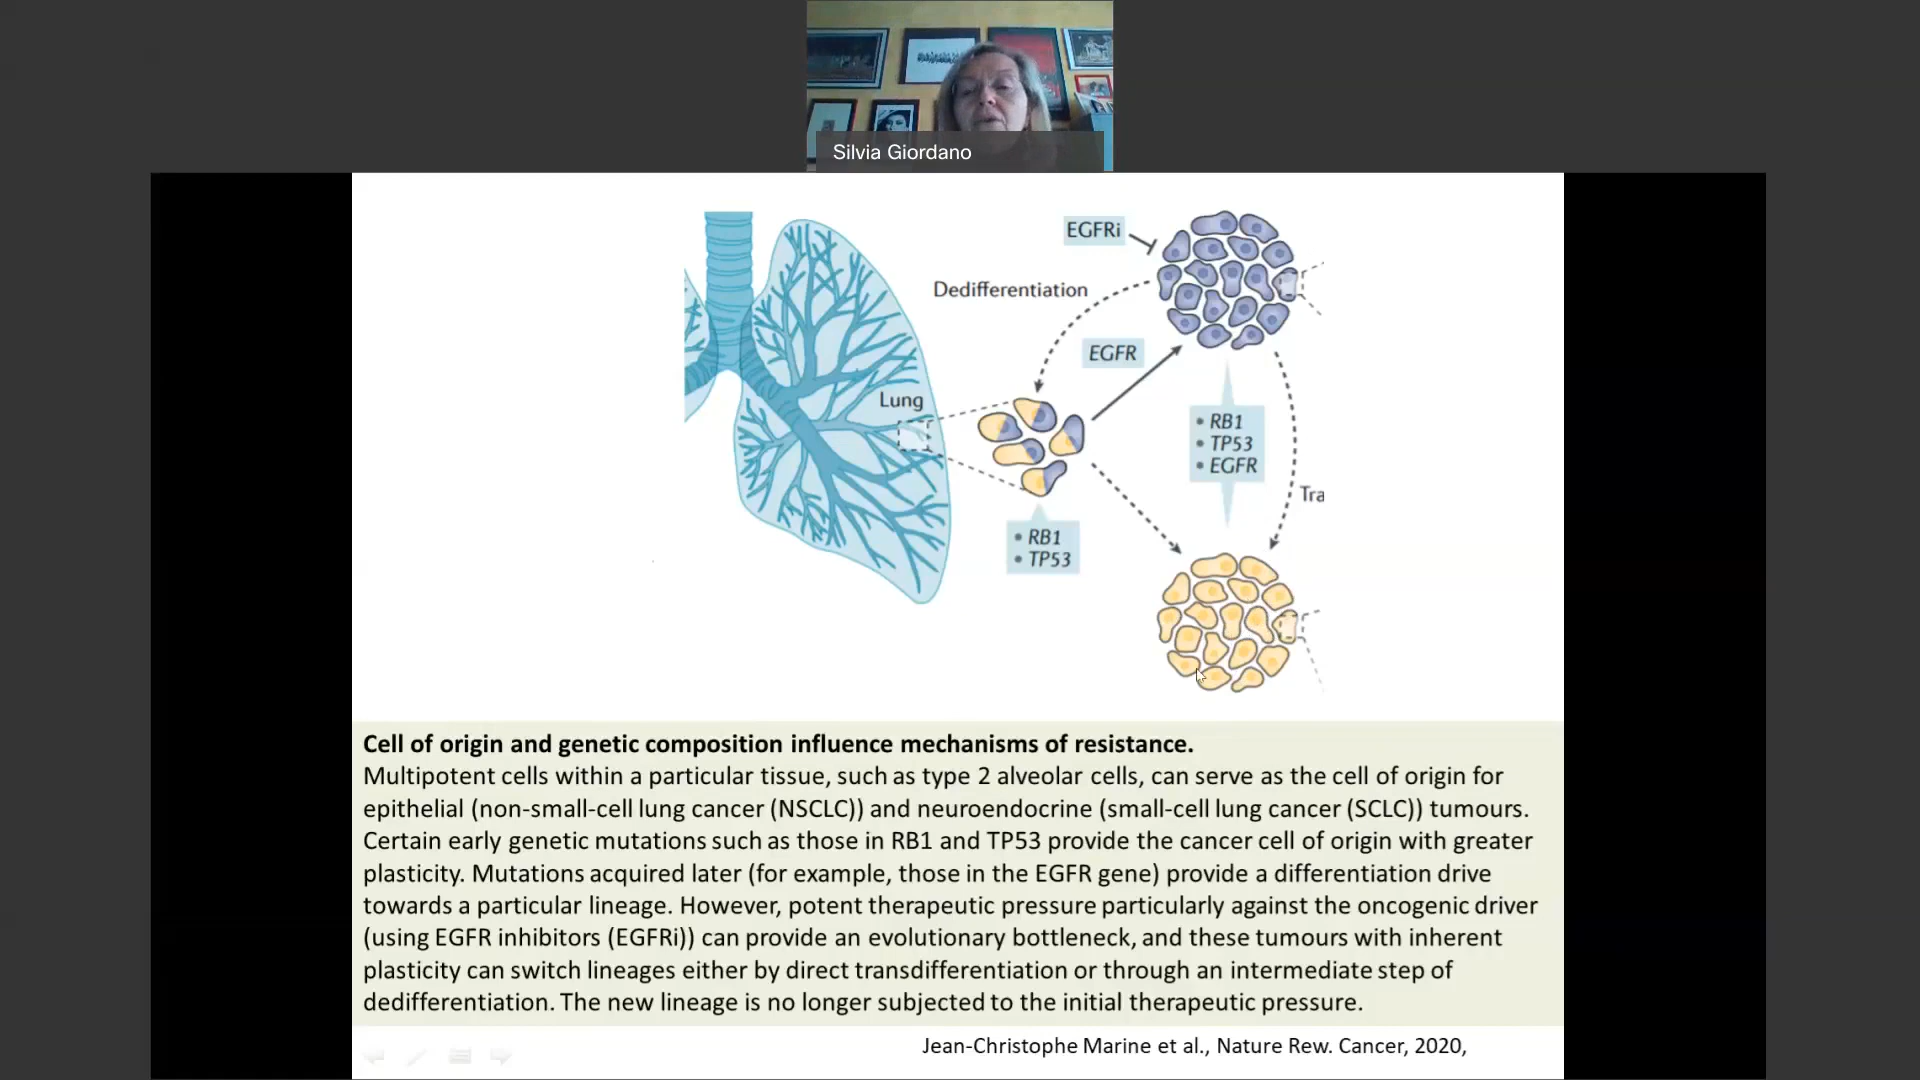 Silvia Giordano
EGFRi
Dedifferentiation
EGFR
Lung
• RB1
• TP53
• EGFR
Tra
• RB1
• TP53
Cell of origin and genetic composition influence mechanisms of resistance.
Multipotent cells within a particular tissue, such as type 2 alveolar cells, can serve as the cell of origin for
epithelial (non-small-cell lung cancer (NSCLC)) and neuroendocrine (small-cell lung cancer (SCLC)) tumours.
Certain early genetic mutations such as those in RB1 and TP53 provide the cancer cell of origin with greater
plasticity. Mutations acquired later (for example, those in the EGFR gene) provide a differentiation drive
towards a particular lineage. However, potent therapeutic pressure particularly against the oncogenic driver
(using EGFR inhibitors (EGFRi)) can provide an evolutionary bottleneck, and these tumours with inherent
plasticity can switch lineages either by direct transdifferentiation or through an intermediate step of
dedifferentiation. The new lineage is no longer subjected to the initial therapeutic pressure.
Jean-Christophe Marine et al., Nature Rew. Cancer, 2020,